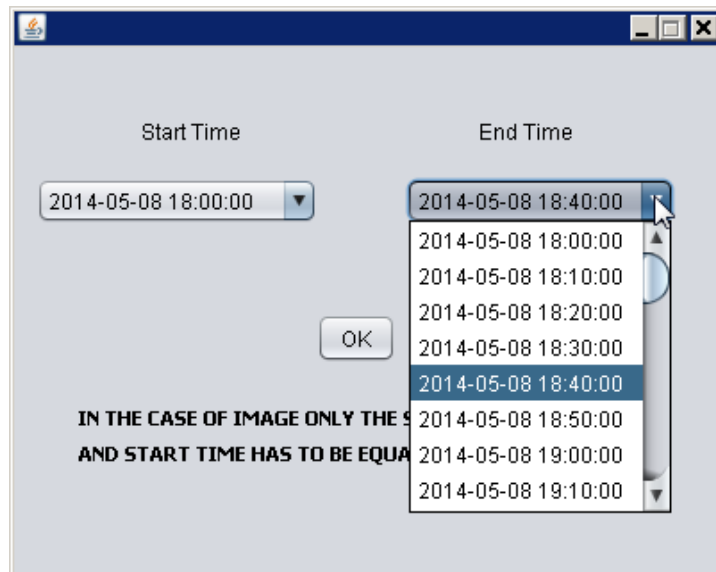 Start Time
End Time
2014-05-08 18:00:00
2014-05-08 18:40:00
2014-05-08 18:00:00
2014-05-08 18:10:00
2014-05-08 18:20:00
2014-05-08 18:30:00
2014-05-08 18:40:00
2014-05-08 18:50:00
2014-05-08 19:00:00
2014-05-08 19:10:00
OK
IN THE CASE OF IMAGE ONLY THE
AND START TIME HAS TO BE